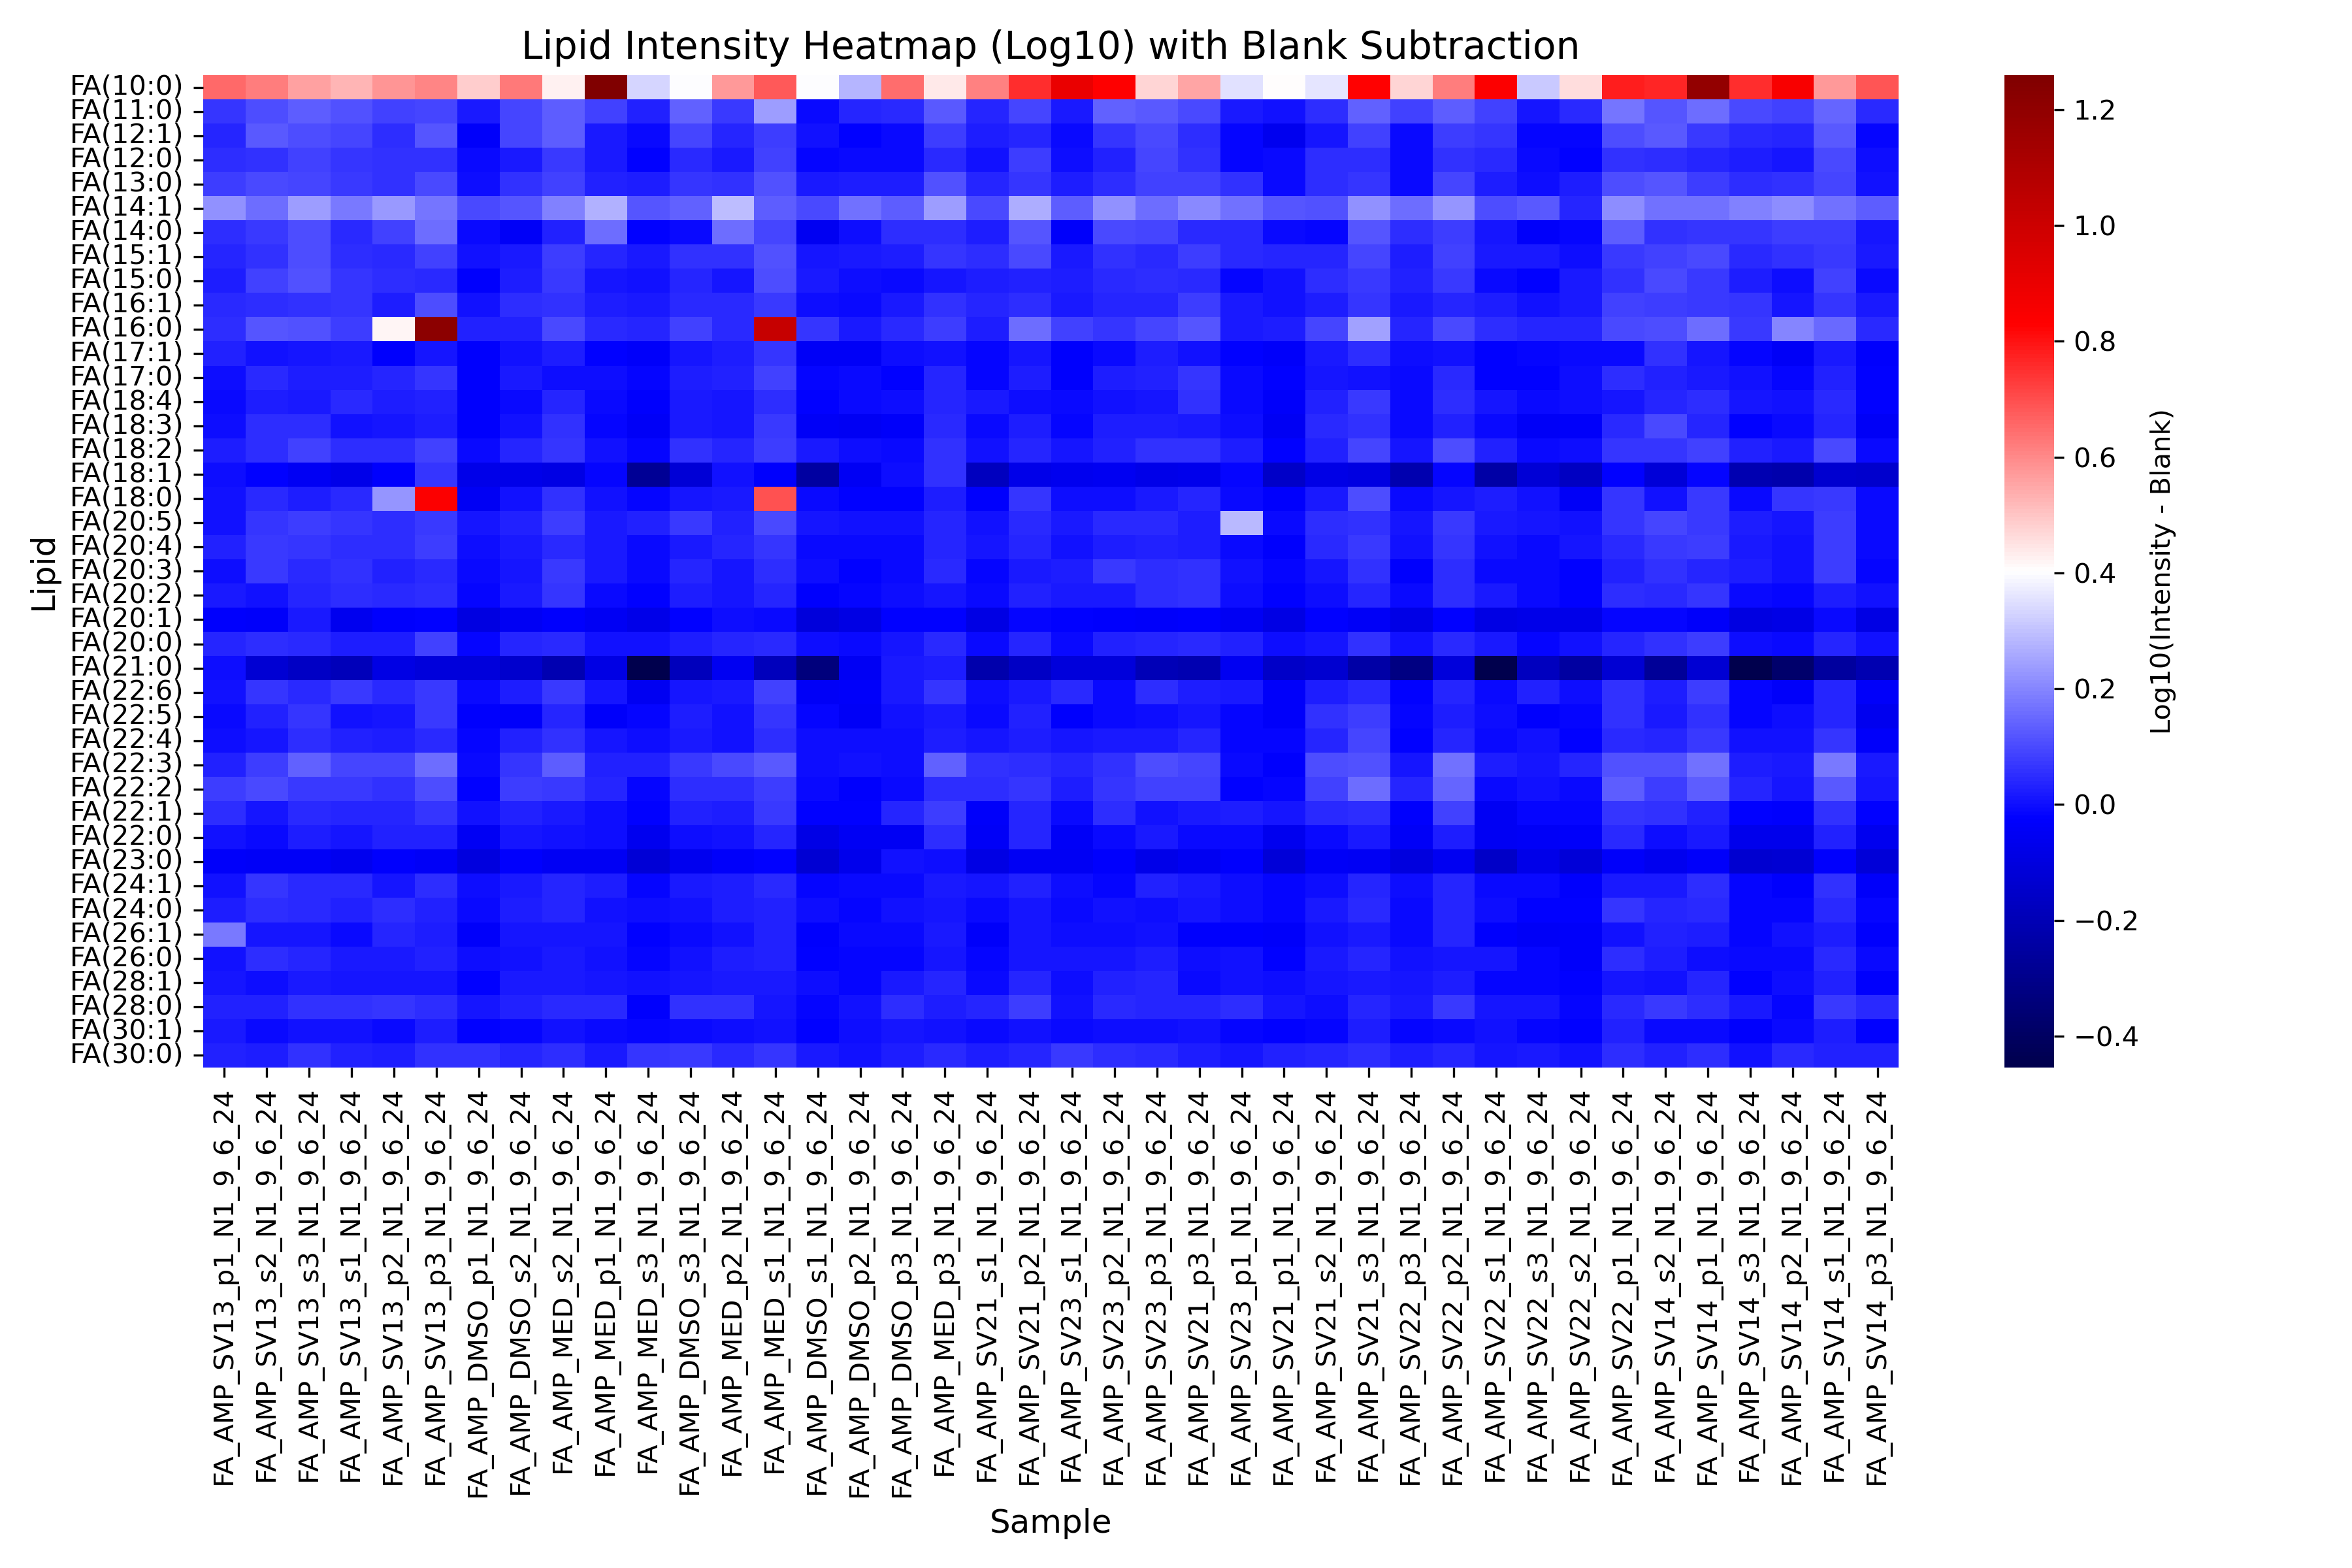 Lipid Intensity Heatmap (Log10) with Blank Subtraction
Lipid
FA(10:0)
FA(11:0)
FA(12:1)
FA(12:0)
FA(13:0)
FA(14:1)
FA(14:0)
FA(15:1)
FA(15:0)
FA(16:1)
FA(16:0)
FA(17:1)
FA(17:0)
FA(18:4)
FA(18:3)
FA(18:2)
FA(18:1)
FA(18:0)
FA(20:5)
FA(20:4)
FA(20:3)
FA(20:2)
FA(20:1)
FA(20:0)
FA(21:0)
FA(22:6)
FA(22:5)
FA(22:4)
FA(22:3)
FA(22:2)
FA(22:1)
FA(22:0)
FA(23:0)
FA(24:1)
FA(24:0)
FA(26:1)
FA(26:0)
FA(28:1)
FA(28:0)
FA(30:1)
FA(30:0)
FA_AMP_SV13_p1_N1_9_6_24
FA_AMP_SV13_s2_N1_9_6_24
FA_AMP_SV13_s3_N1_9_6_24
FA_AMP_SV13_s1_N1_9_6_24
FA_AMP_SV13_p2_N1_9_6_24
FA_AMP_SV13_p3_N1_9_6_24
FA_AMP_DMSO_p1_N1_9_6_24
FA_AMP_DMSO_s2_N1_9_6_24
FA_AMP_MED_s2_N1_9_6_24
FA_AMP_MED_p1_N1_9_6_24
FA_AMP_MED_s3_N1_9_6_24
FA_AMP_DMSO_s3_N1_9_6_24
FA_AMP_MED_p2_N1_9_6_24
FA_AMP_MED_s1_N1_9_6_24
FA_AMP_DMSO_s1_N1_9_6_24
FA_AMP_DMSO_p2_N1_9_6_24
FA_AMP_DMSO_p3_N1_9_6_24
FA_AMP_MED_p3_N1_9_6_24
FA_AMP_SV21_s1_N1_9_6_24
FA_AMP_SV21_p2_N1_9_6_24
FA_AMP_SV23_s1_N1_9_6_24
FA_AMP_SV23_p2_N1_9_6_24
FA_AMP_SV23_p3_N1_9_6_24
FA_AMP_SV21_p3_N1_9_6_24
FA_AMP_SV23_p1_N1_9_6_24
FA_AMP_SV21_p1_N1_9_6_24
FA_AMP_SV21_s2_N1_9_6_24
FA_AMP_SV21_s3_N1_9_6_24
FA_AMP_SV22_p3_N1_9_6_24
FA_AMP_SV22_p2_N1_9_6_24
FA_AMP_SV22_s1_N1_9_6_24
FA_AMP_SV22_s3_N1_9_6_24
FA_AMP_SV22_s2_N1_9_6_24
FA_AMP_SV22_p1_N1_9_6_24
FA_AMP_SV14_s2_N1_9_6_24
FA_AMP_SV14_p1_N1_9_6_24
FA_AMP_SV14_s3_N1_9_6_24
FA_AMP_SV14_p2_N1_9_6_24
FA_AMP_SV14_s1_N1_9_6_24
FA_AMP_SV14_p3_N1_9_6_24
Sample
1.2
1.0
0.8
0.6
0.4
0.2
0.0
−0.2
−0.4
Log10(Intensity - Blank)